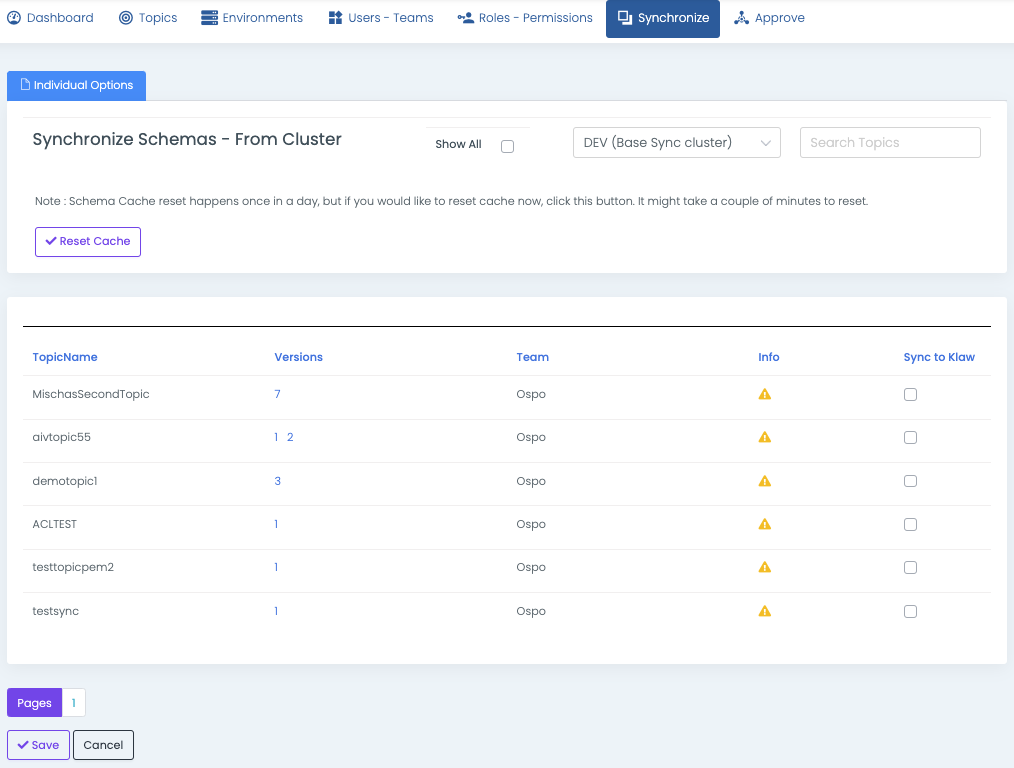 Dashboard Topics Environments Users - Teams Roles - Permissions Synchronize Approve
Individual Options
Synchronize Schemas - From Cluster Show All DEV (Base Sync cluster) Search Topics
Note : Schema Cache reset happens once in a day, but if you would like to reset cache now, click this button. It might take a couple of minutes to reset.
Reset Cache
TopicName Versions Team Info Sync to Klaw
MischasSecondTopic 7 Ospo
aivtopic55 1 2 Ospo
demotopic1 3 Ospo
ACLTEST 1 Ospo
testtopicpem2 1 Ospo
testsync 1 Ospo
Pages 1
Save Cancel